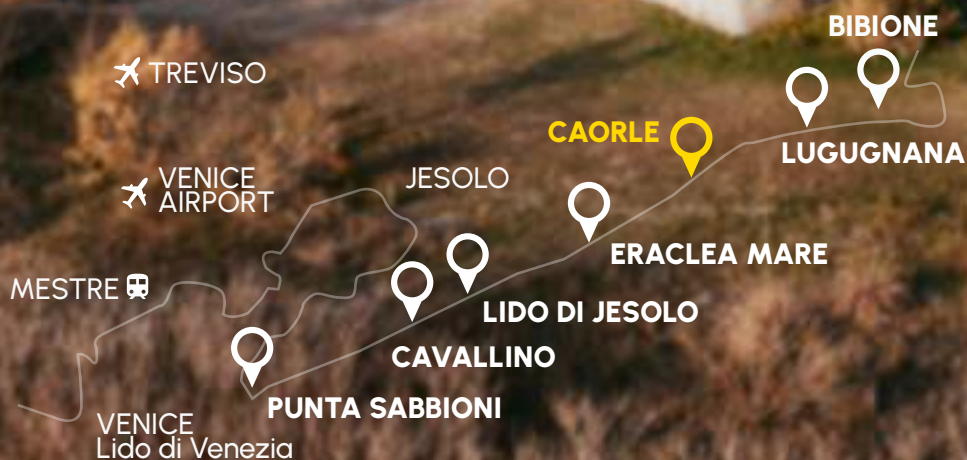 BIBIONE
TREVISO
CAORLE
LUGUGNANA
VENICE
AIRPORT
JESOLO
ERACLEA MARE
MESTRE
LIDO DI JESOLO
CAVALLINO
PUNTA SABBIONI
VENICE
Lido di Venezia